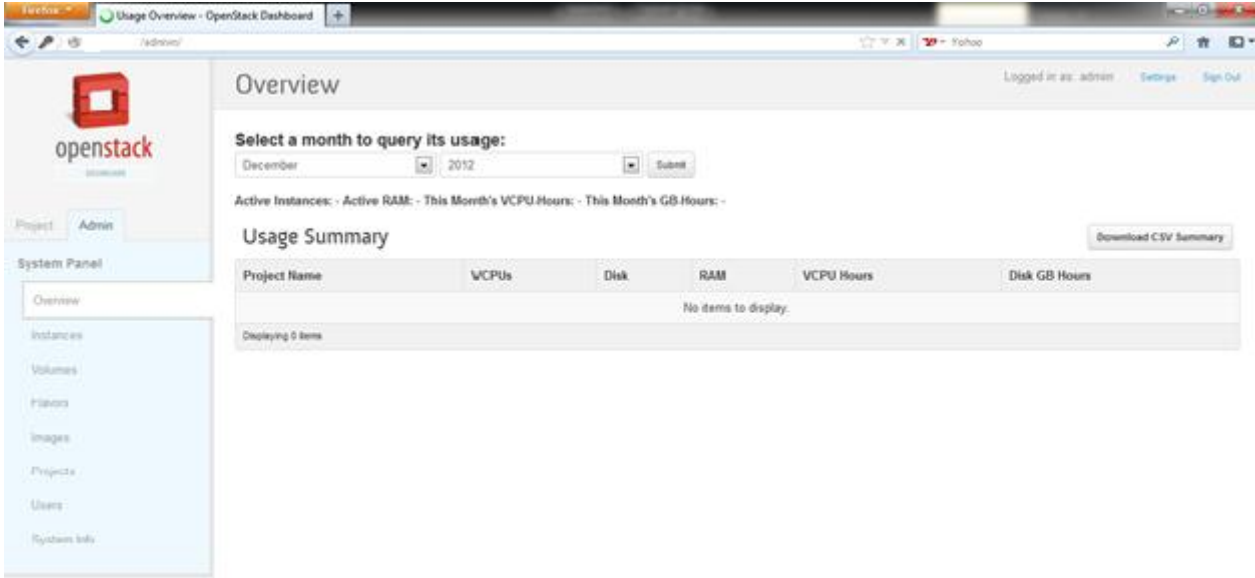 Firefox
Usage Overview - OpenStack Dashboard
/admin/
Yahoo
openstack
DASHBOARD
Overview
Logged in as: admin Settings Sign Out
Select a month to query its usage:
December 2012 Submit
Active Instances: - Active RAM: - This Month's VCPU-Hours: - This Month's GB-Hours: -
Project Admin
Usage Summary
Download CSV Summary
System Panel
Project Name VCPUs Disk RAM VCPU Hours Disk GB Hours
Overview
No items to display.
Instances
Displaying 0 items
Volumes
Flavors
Images
Projects
Users
System Info